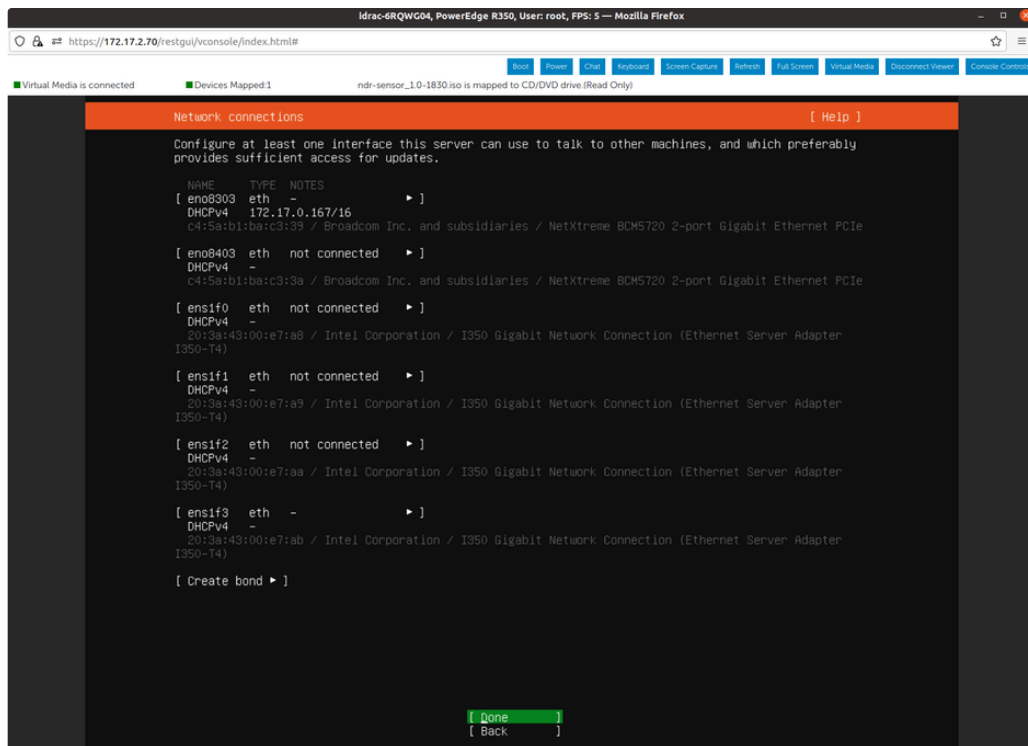 idrac-6RQWG04, PowerEdge R350, User: root, FPS: 5 — Mozilla Firefox
https://172.17.2.70/restgui/vconsole/index.html#
Boot Power Chat Keyboard Screen Capture Refresh Full Screen Virtual Media Disconnect Viewer Console Controls
Virtual Media is connected Devices Mapped:1 ndr-sensor_1.0-1830.iso is mapped to CD/DVD drive.(Read Only)
Network connections [ Help ]
Configure at least one interface this server can use to talk to other machines, and which preferably
provides sufficient access for updates.
NAME TYPE NOTES
[ eno8303 eth - ▸ ]
DHCPv4 172.17.0.167/16
c4:5a:b1:ba:c3:39 / Broadcom Inc. and subsidiaries / NetXtreme BCM5720 2-port Gigabit Ethernet PCIe
[ eno8403 eth not connected ▸ ]
DHCPv4 -
c4:5a:b1:ba:c3:3a / Broadcom Inc. and subsidiaries / NetXtreme BCM5720 2-port Gigabit Ethernet PCIe
[ ens1f0 eth not connected ▸ ]
DHCPv4 -
20:3a:43:00:e7:a8 / Intel Corporation / I350 Gigabit Network Connection (Ethernet Server Adapter
I350-T4)
[ ens1f1 eth not connected ▸ ]
DHCPv4 -
20:3a:43:00:e7:a9 / Intel Corporation / I350 Gigabit Network Connection (Ethernet Server Adapter
I350-T4)
[ ens1f2 eth not connected ▸ ]
DHCPv4 -
20:3a:43:00:e7:aa / Intel Corporation / I350 Gigabit Network Connection (Ethernet Server Adapter
I350-T4)
[ ens1f3 eth - ▸ ]
DHCPv4 -
20:3a:43:00:e7:ab / Intel Corporation / I350 Gigabit Network Connection (Ethernet Server Adapter
I350-T4)
[ Create bond ▸ ]
[ Done ]
[ Back ]